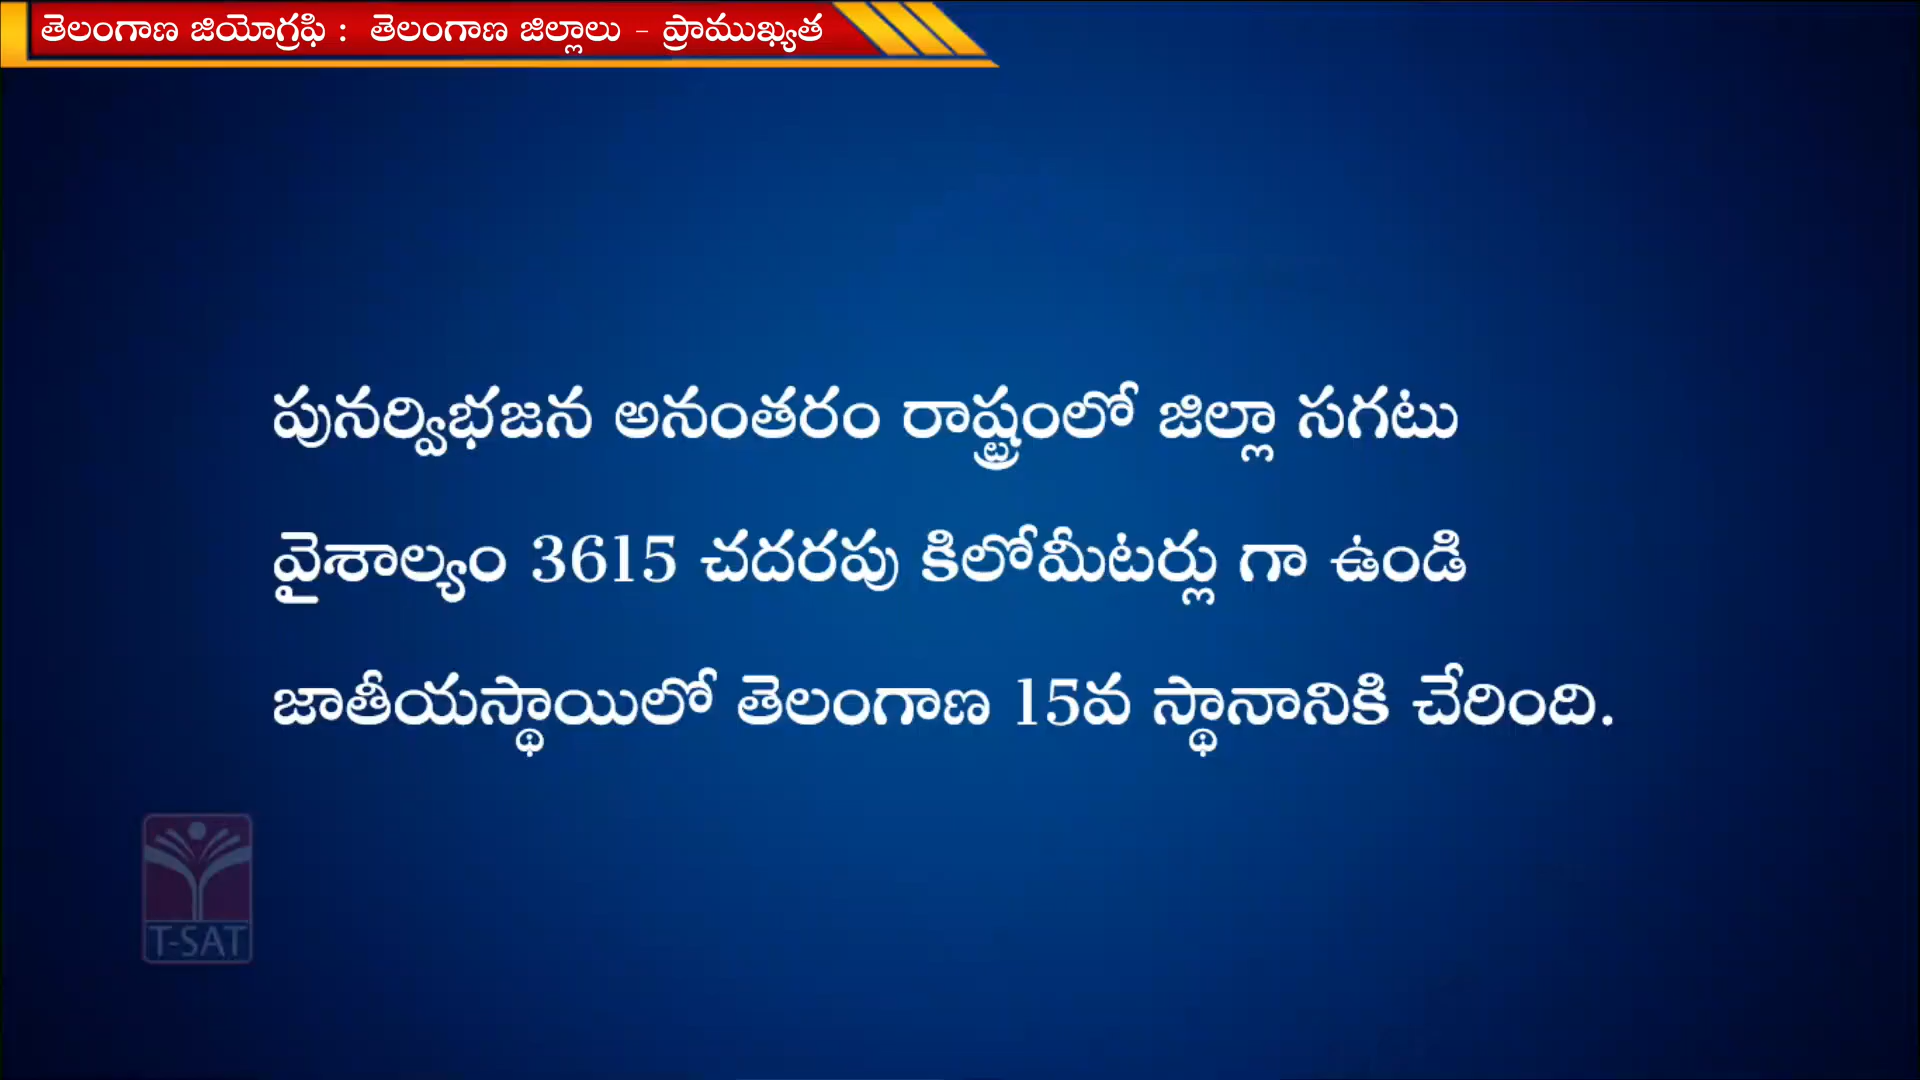 తెలంగాణ జియోగ్రఫి : తెలంగాణ జిల్లాలు - ప్రాముఖ్యత
పునర్విభజన అనంతరం రాష్ట్రంలో జిల్లా సగటు
వైశాల్యం 3615 చదరపు కిలోమీటర్లు గా ఉండి
జాతీయస్థాయిలో తెలంగాణ 15వ స్థానానికి చేరింది.
T-SAT